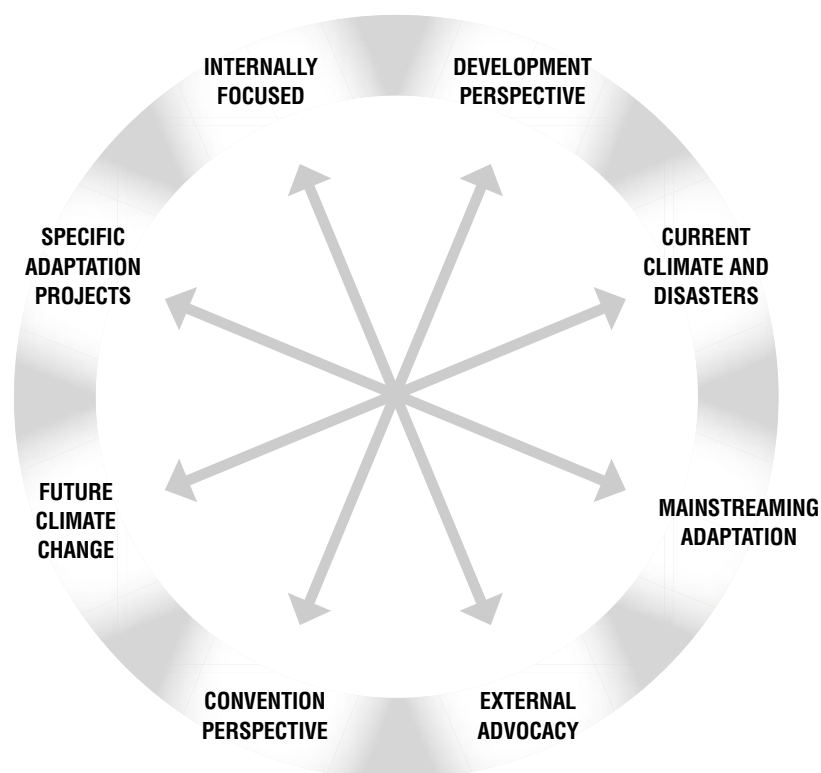 INTERNALLY
FOCUSED
DEVELOPMENT
PERSPECTIVE
SPECIFIC
ADAPTATION
PROJECTS
CURRENT
CLIMATE AND
DISASTERS
FUTURE
CLIMATE
CHANGE
MAINSTREAMING
ADAPTATION
CONVENTION
PERSPECTIVE
EXTERNAL
ADVOCACY